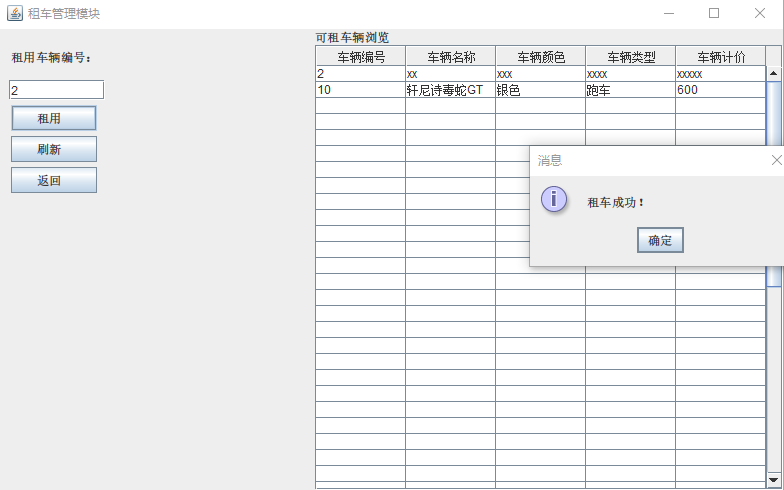 租车管理模块
可租车辆浏览
租用车辆编号：
2
租用
刷新
返回
车辆编号 车辆名称 车辆颜色 车辆类型 车辆计价
2 xx xxx xxxx xxxxx
10 轩尼诗毒蛇GT 银色 跑车 600
消息
租车成功！
确定